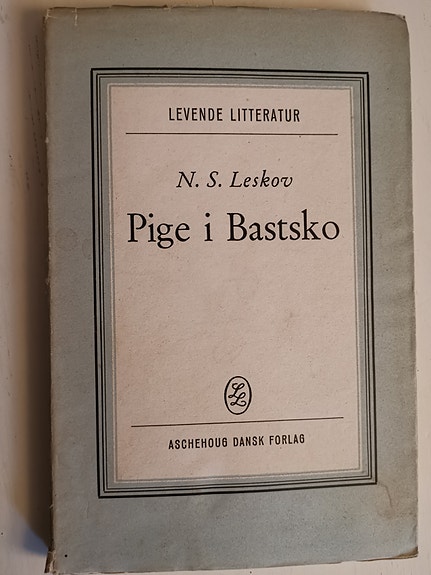 LEVENDE LITTERATUR
N. S. Leskov
Pige i Bastsko
LL
ASCHEHOUG DANSK FORLAG